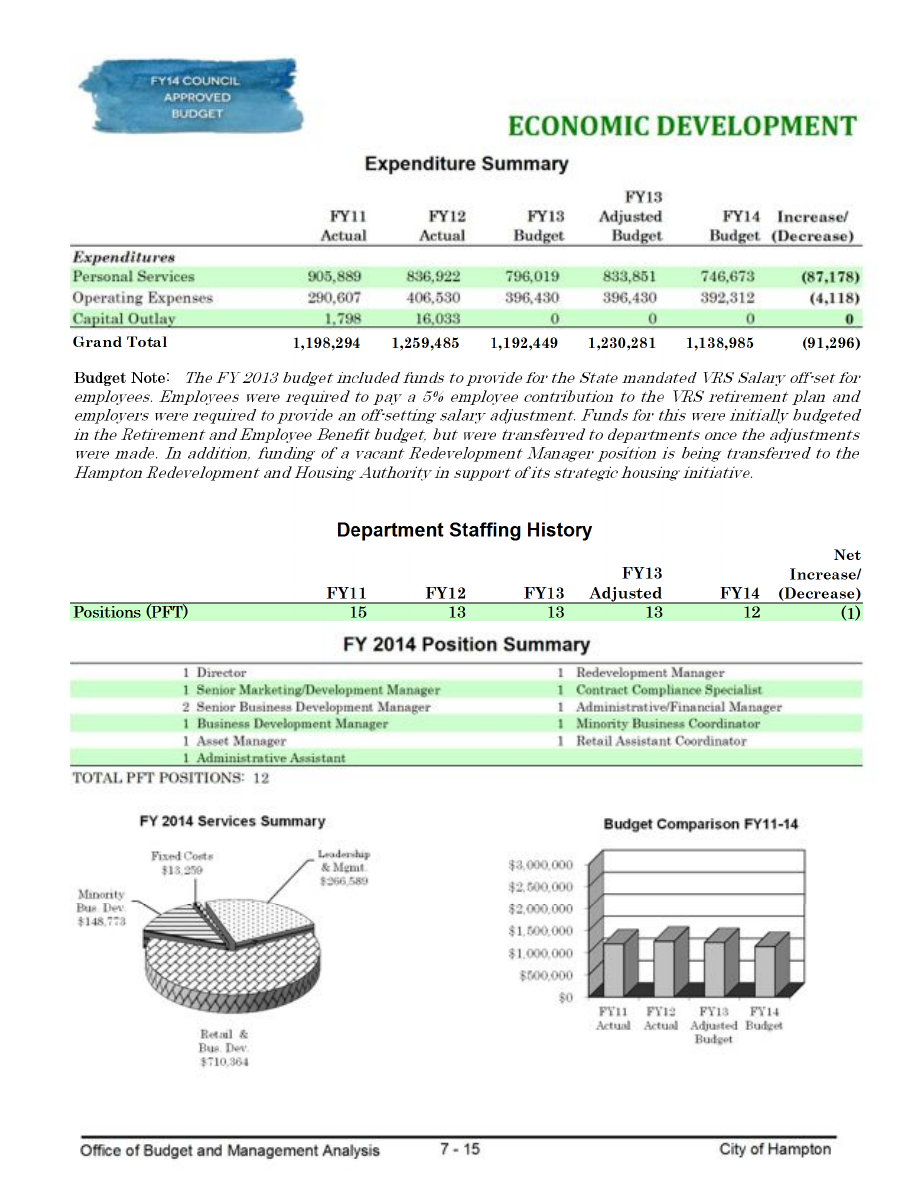 FY14 COUNCIL
APPROVED
BUDGET
ECONOMIC DEVELOPMENT
Expenditure Summary
FY11 Actual FY12 Actual FY13 Budget FY13 Adjusted Budget FY14 Budget Increase/ (Decrease)
Expenditures
Personal Services 905,889 836,922 796,019 833,851 746,673 (87,178)
Operating Expenses 290,607 406,530 396,430 396,430 392,312 (4,118)
Capital Outlay 1,798 16,033 0 0 0 0
Grand Total 1,198,294 1,259,485 1,192,449 1,230,281 1,138,985 (91,296)
Budget Note: The FY 2013 budget included funds to provide for the State mandated VRS Salary off-set for
employees. Employees were required to pay a 5% employee contribution to the VRS retirement plan and
employers were required to provide an off-setting salary adjustment. Funds for this were initially budgeted
in the Retirement and Employee Benefit budget, but were transferred to departments once the adjustments
were made. In addition, funding of a vacant Redevelopment Manager position is being transferred to the
Hampton Redevelopment and Housing Authority in support of its strategic housing initiative.
Department Staffing History
FY11 FY12 FY13 FY13 Adjusted FY14 Net Increase/ (Decrease)
Positions (PFT) 15 13 13 13 12 (1)
FY 2014 Position Summary
1 Director 1 Redevelopment Manager
1 Senior Marketing/Development Manager 1 Contract Compliance Specialist
2 Senior Business Development Manager 1 Administrative/Financial Manager
1 Business Development Manager 1 Minority Business Coordinator
1 Asset Manager 1 Retail Assistant Coordinator
1 Administrative Assistant
TOTAL PFT POSITIONS: 12
FY 2014 Services Summary
Fixed Costs
$13,259
Leadership
& Mgmt.
$266,589
Minority
Bus. Dev.
$148,773
Retail &
Bus. Dev.
$710,364
Budget Comparison FY11-14
$3,000,000
$2,500,000
$2,000,000
$1,500,000
$1,000,000
$500,000
$0
FY11 Actual FY12 Actual FY13 Adjusted Budget FY14 Budget
Office of Budget and Management Analysis 7 - 15 City of Hampton